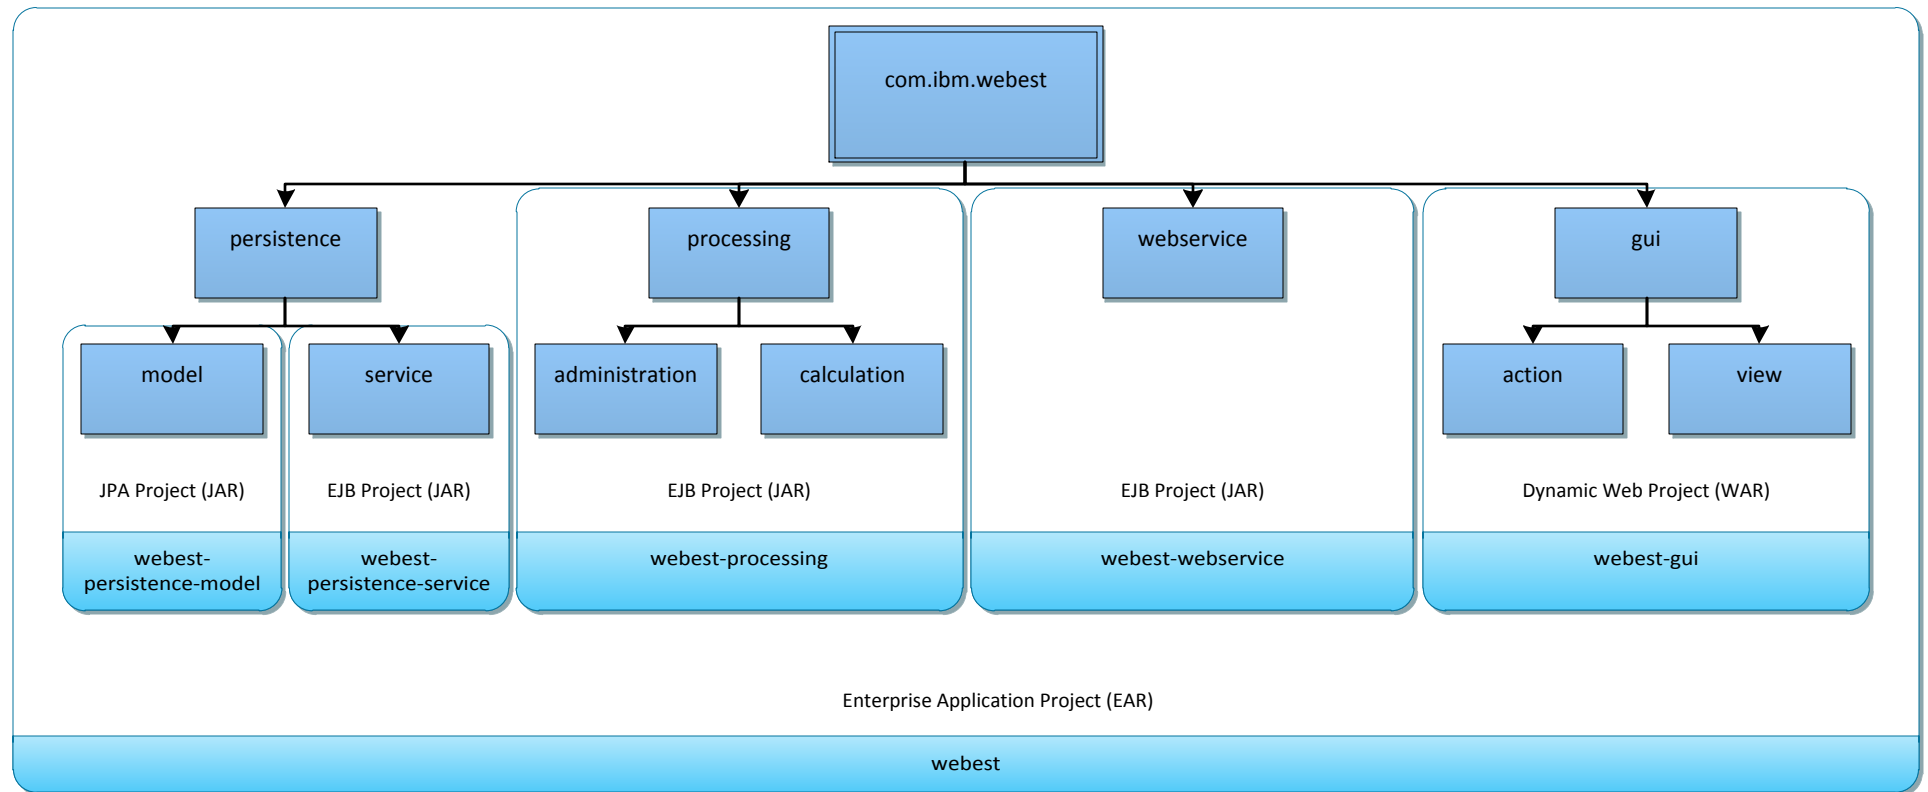 com.ibm.webest
persistence
processing
webservice
gui
model
service
administration
calculation
action
view
JPA Project (JAR)
EJB Project (JAR)
EJB Project (JAR)
EJB Project (JAR)
Dynamic Web Project (WAR)
webest-
persistence-model
webest-
persistence-service
webest-processing
webest-webservice
webest-gui
Enterprise Application Project (EAR)
webest